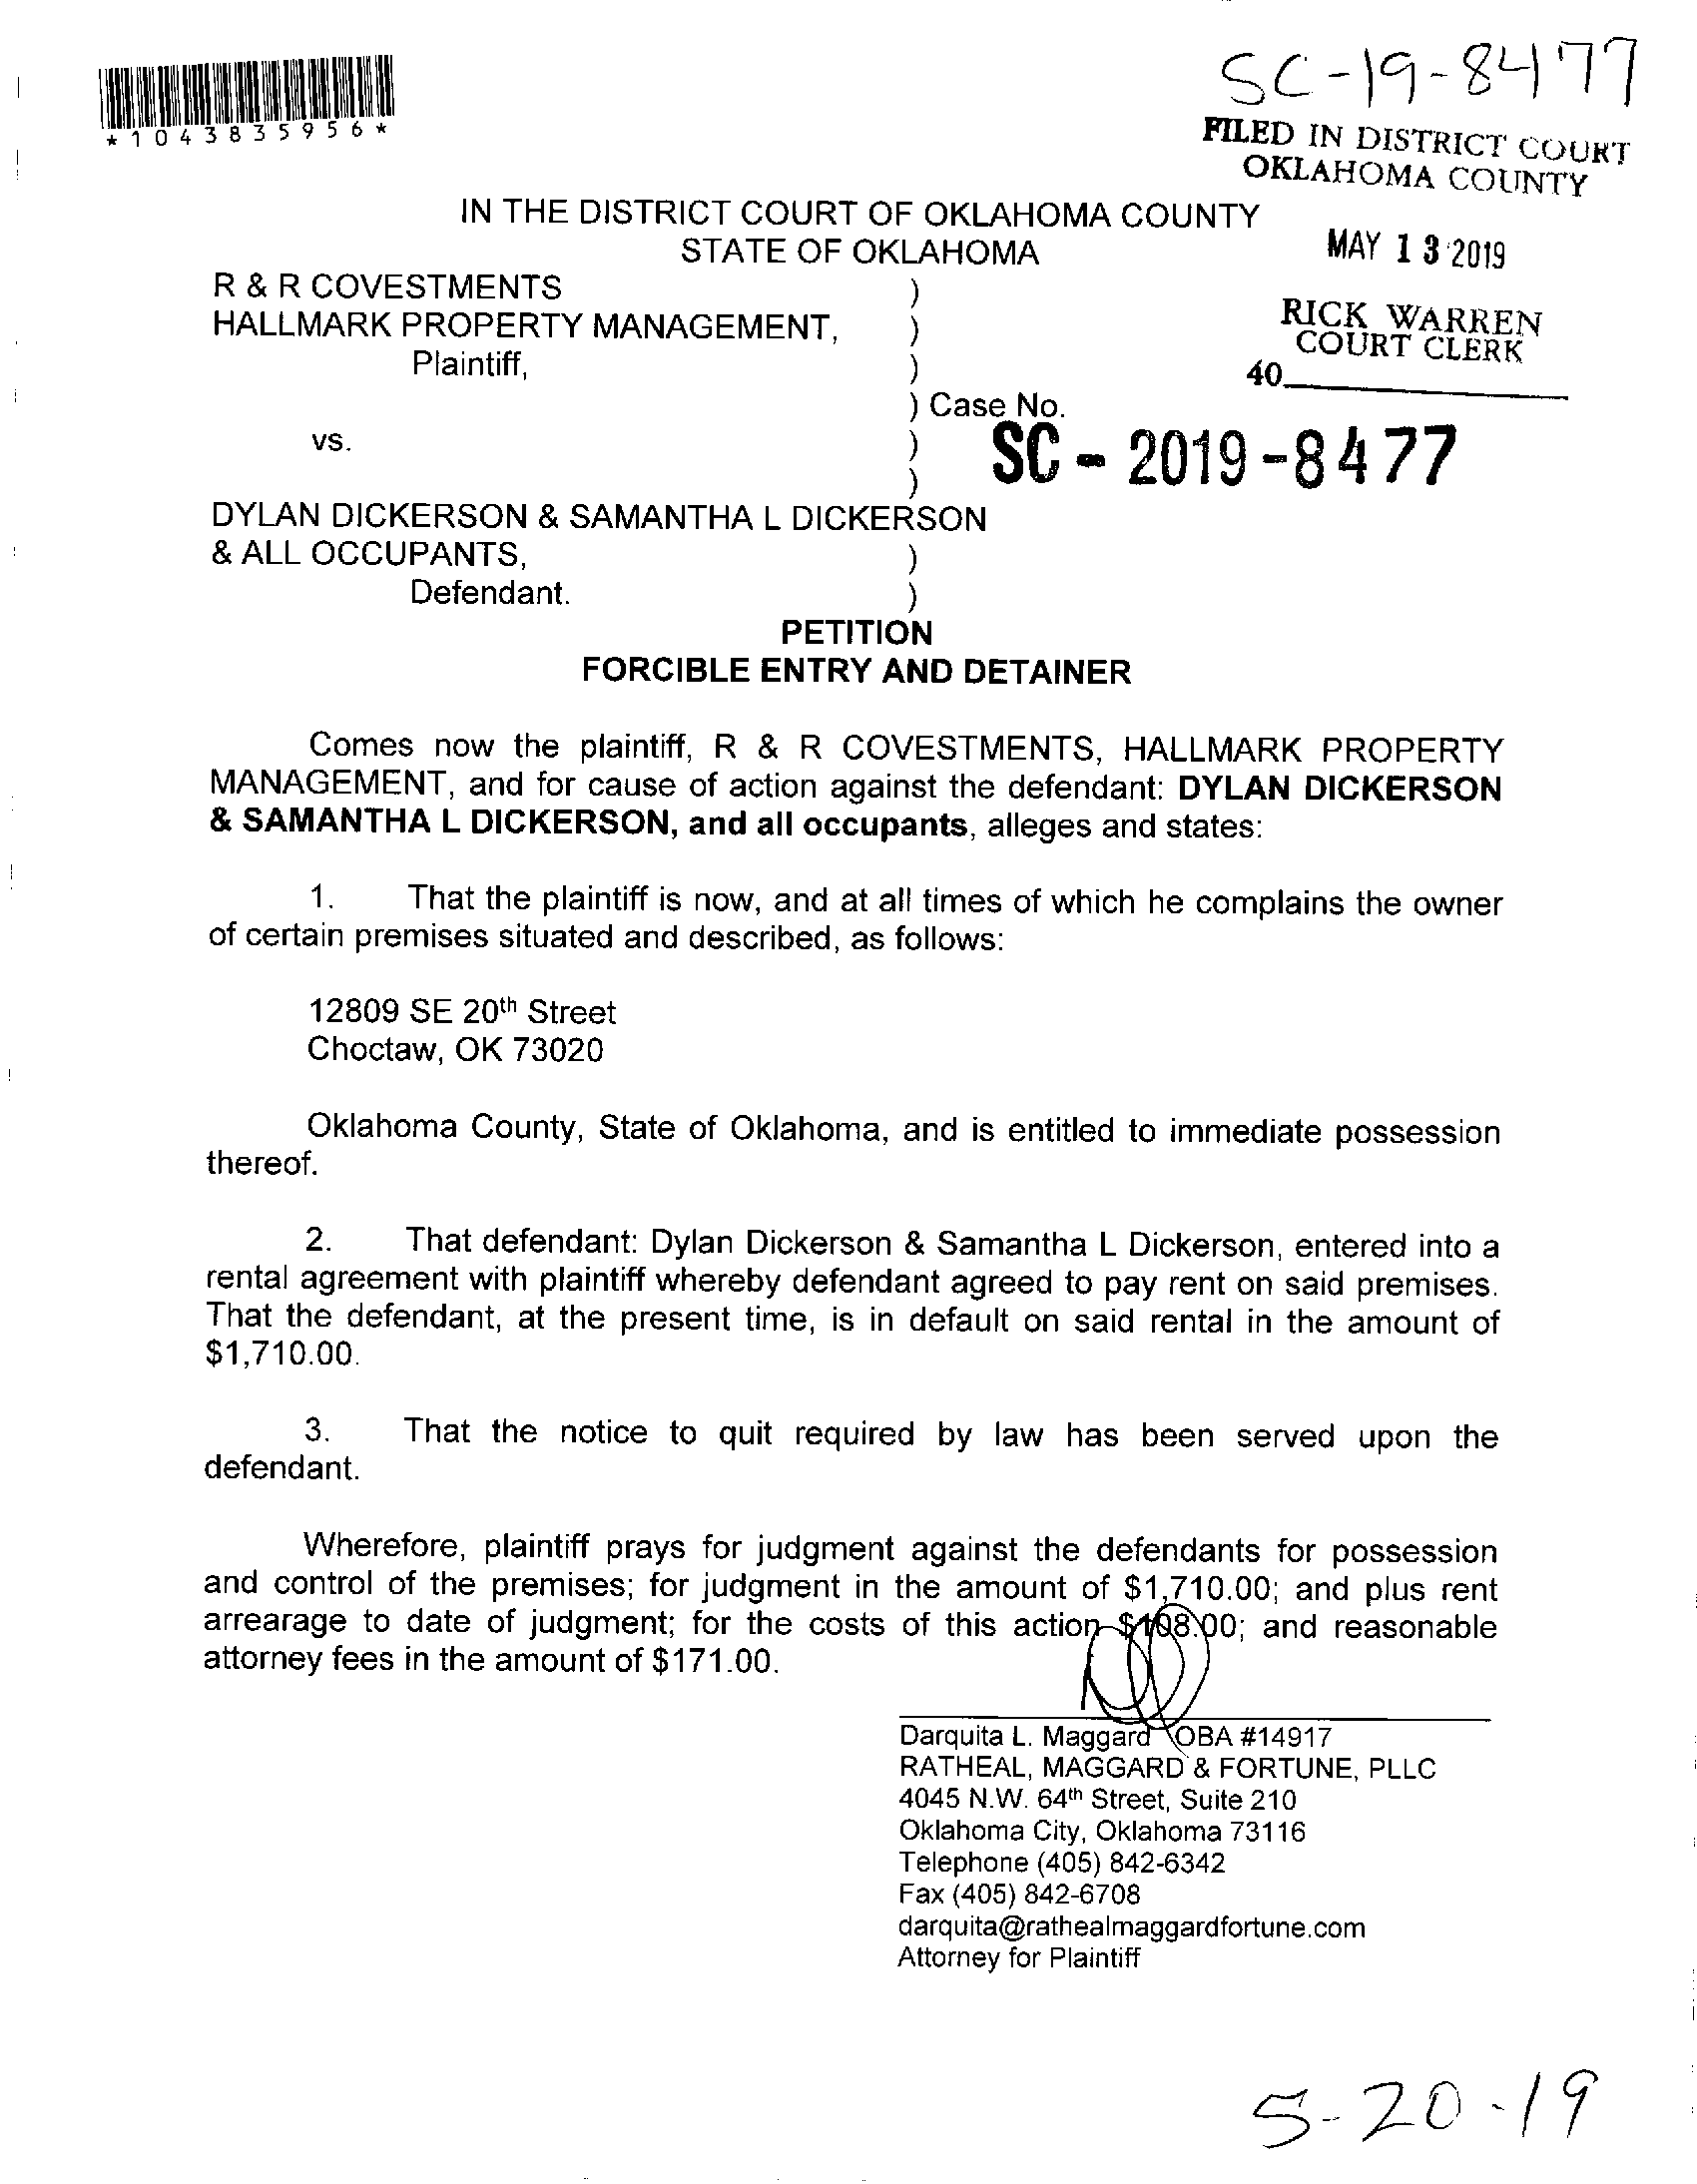 SC-19-8477
*1043835956*
FILED IN DISTRICT COURT
OKLAHOMA COUNTY
MAY 13 2019
RICK WARREN
COURT CLERK
40
IN THE DISTRICT COURT OF OKLAHOMA COUNTY
STATE OF OKLAHOMA
R & R COVESTMENTS )
HALLMARK PROPERTY MANAGEMENT, )
Plaintiff, )
) Case No.
vs. ) SC - 2019 - 8477
)
DYLAN DICKERSON & SAMANTHA L DICKERSON
& ALL OCCUPANTS, )
Defendant. )
PETITION
FORCIBLE ENTRY AND DETAINER
Comes now the plaintiff, R & R COVESTMENTS, HALLMARK PROPERTY
MANAGEMENT, and for cause of action against the defendant: DYLAN DICKERSON
& SAMANTHA L DICKERSON, and all occupants, alleges and states:
1. That the plaintiff is now, and at all times of which he complains the owner
of certain premises situated and described, as follows:
12809 SE 20th Street
Choctaw, OK 73020
Oklahoma County, State of Oklahoma, and is entitled to immediate possession
thereof.
2. That defendant: Dylan Dickerson & Samantha L Dickerson, entered into a
rental agreement with plaintiff whereby defendant agreed to pay rent on said premises.
That the defendant, at the present time, is in default on said rental in the amount of
$1,710.00.
3. That the notice to quit required by law has been served upon the
defendant.
Wherefore, plaintiff prays for judgment against the defendants for possession
and control of the premises; for judgment in the amount of $1,710.00; and plus rent
arrearage to date of judgment; for the costs of this action $108.00; and reasonable
attorney fees in the amount of $171.00.
Darquita L. Maggard OBA #14917
RATHEAL, MAGGARD & FORTUNE, PLLC
4045 N.W. 64th Street, Suite 210
Oklahoma City, Oklahoma 73116
Telephone (405) 842-6342
Fax (405) 842-6708
darquita@rathealmaggardfortune.com
Attorney for Plaintiff
5-20-19